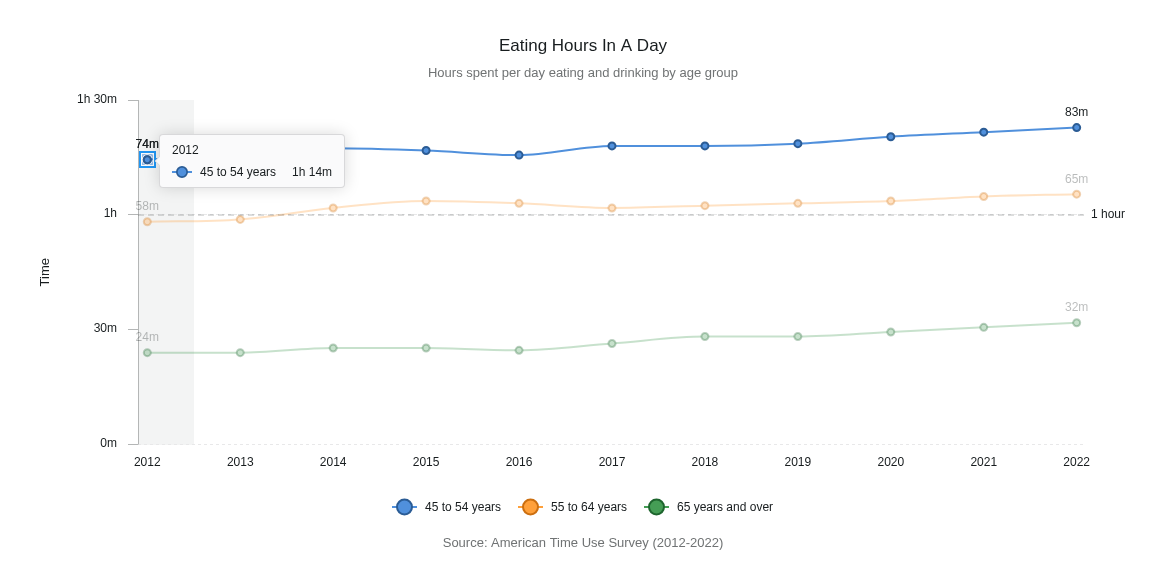 Eating Hours In A Day
Hours spent per day eating and drinking by age group
1h 30m
1h
30m
0m
Time
74m
58m
24m
2012
45 to 54 years 1h 14m
83m
65m
32m
1 hour
2012 2013 2014 2015 2016 2017 2018 2019 2020 2021 2022
45 to 54 years 55 to 64 years 65 years and over
Source: American Time Use Survey (2012-2022)